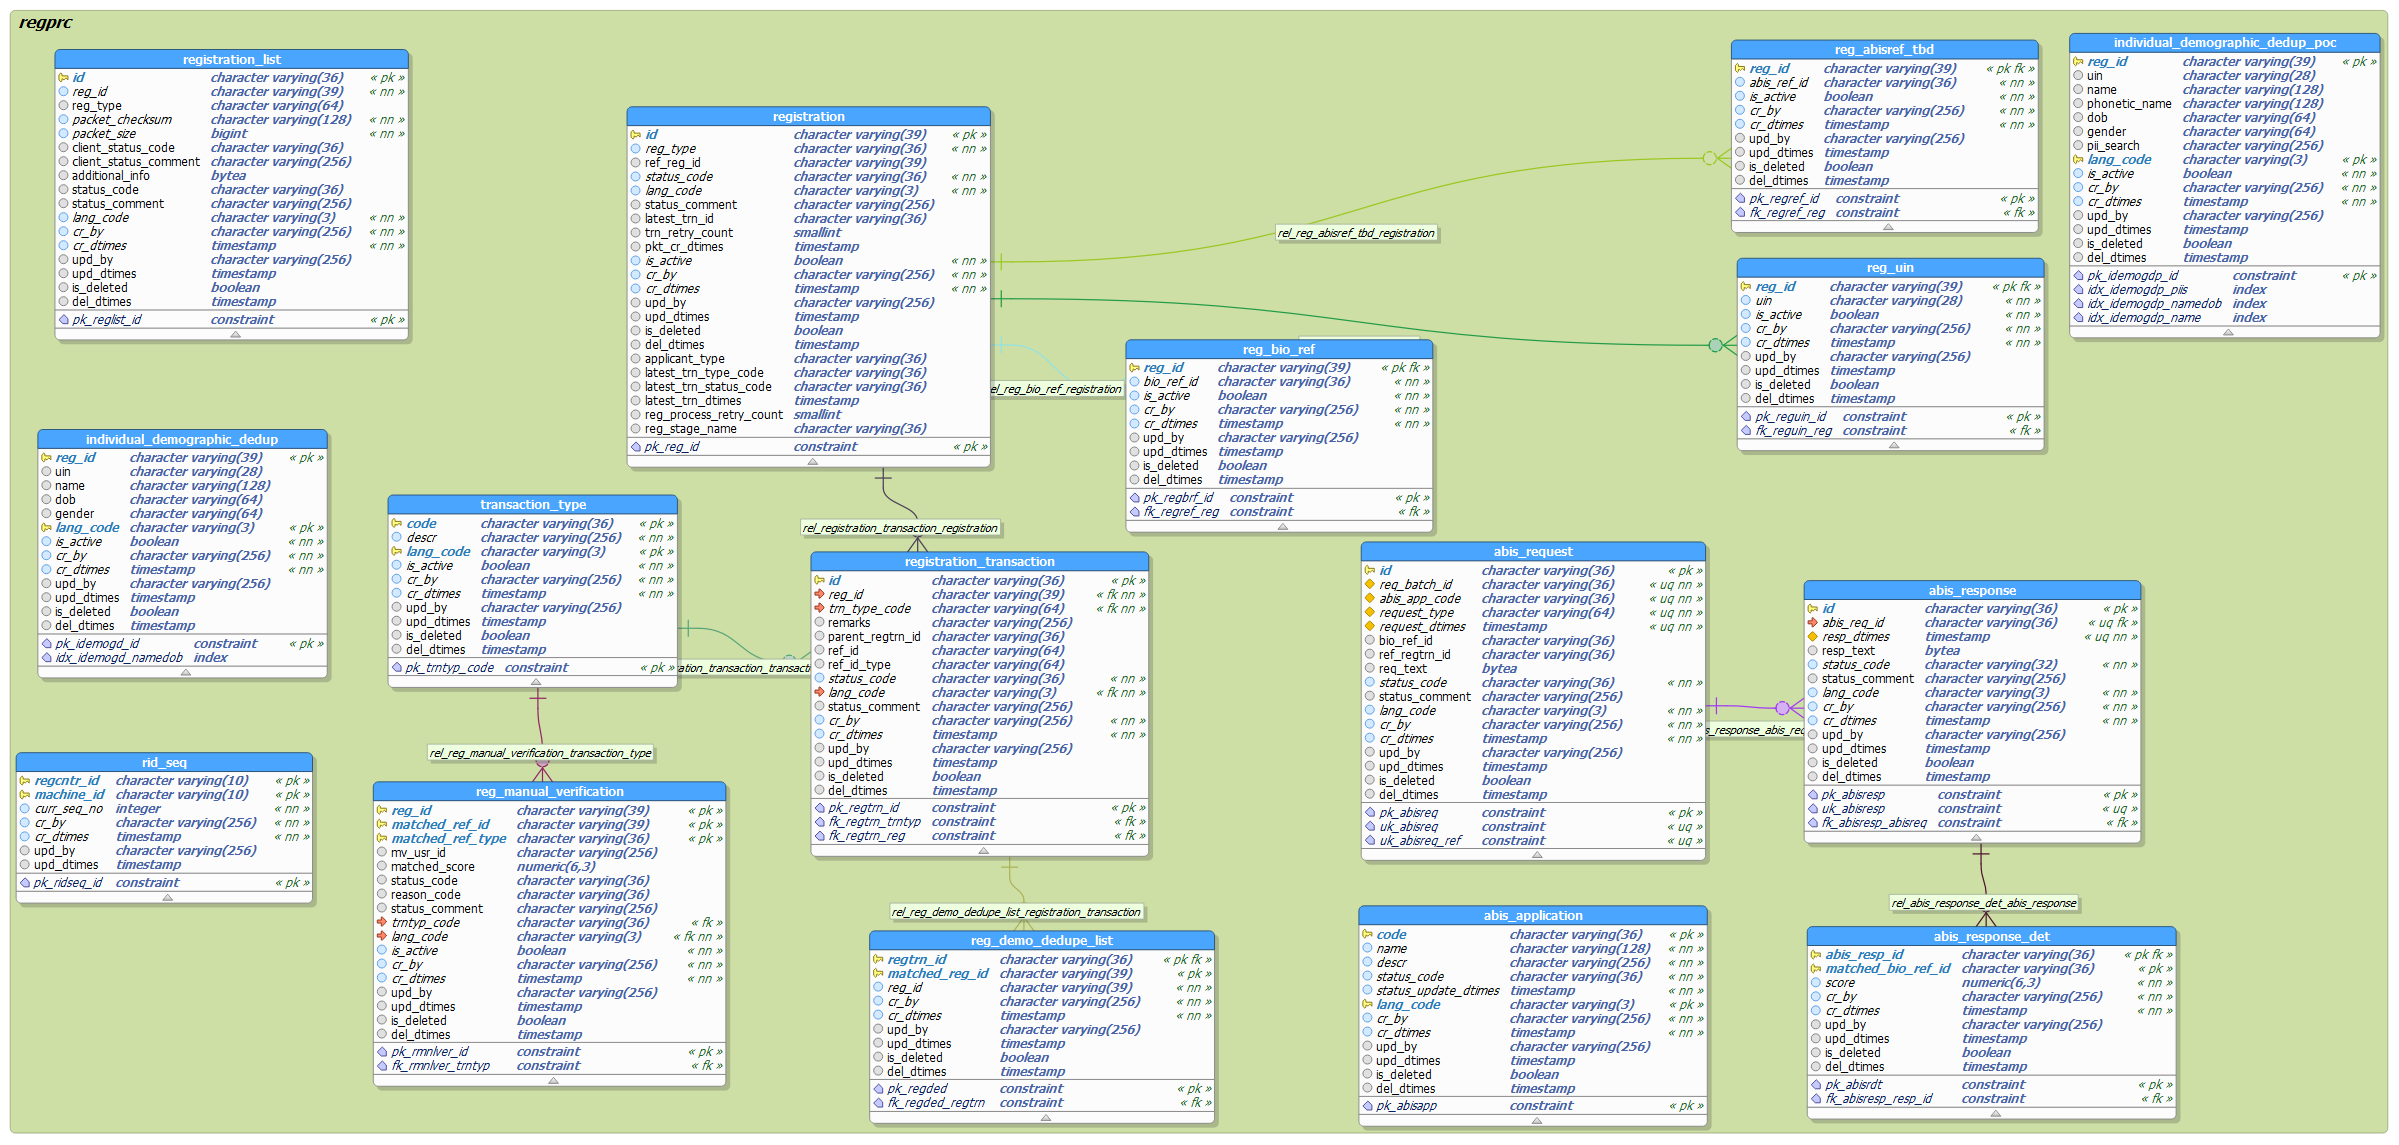 regprc
registration_list
id character varying(36) « pk »
reg_id character varying(39) « nn »
reg_type character varying(64)
packet_checksum character varying(128) « nn »
packet_size bigint « nn »
client_status_code character varying(36)
client_status_comment character varying(256)
additional_info bytea
status_code character varying(36)
status_comment character varying(256)
lang_code character varying(3) « nn »
cr_by character varying(256) « nn »
cr_dtimes timestamp « nn »
upd_by character varying(256)
upd_dtimes timestamp
is_deleted boolean
del_dtimes timestamp
pk_reglist_id constraint « pk »
registration
id character varying(39) « pk »
reg_type character varying(36) « nn »
ref_reg_id character varying(39)
status_code character varying(36) « nn »
lang_code character varying(3) « nn »
status_comment character varying(256)
latest_trn_id character varying(36)
trn_retry_count smallint
pkt_cr_dtimes timestamp
is_active boolean « nn »
cr_by character varying(256) « nn »
cr_dtimes timestamp « nn »
upd_by character varying(256)
upd_dtimes timestamp
is_deleted boolean
del_dtimes timestamp
applicant_type character varying(36)
latest_trn_type_code character varying(36)
latest_trn_status_code character varying(36)
latest_trn_dtimes timestamp
reg_process_retry_count smallint
reg_stage_name character varying(36)
pk_reg_id constraint « pk »
rel_reg_abisref_tbd_registration
reg_abisref_tbd
reg_id character varying(39) « pk fk »
abis_ref_id character varying(36) « nn »
is_active boolean « nn »
cr_by character varying(256) « nn »
cr_dtimes timestamp « nn »
upd_by character varying(256)
upd_dtimes timestamp
is_deleted boolean
del_dtimes timestamp
pk_regref_id constraint « pk »
fk_regref_reg constraint « fk »
individual_demographic_dedup_poc
reg_id character varying(39) « pk »
uin character varying(28)
name character varying(128)
phonetic_name character varying(128)
dob character varying(64)
gender character varying(64)
pii_search character varying(256)
lang_code character varying(3) « pk »
is_active boolean « nn »
cr_by character varying(256) « nn »
cr_dtimes timestamp « nn »
upd_by character varying(256)
upd_dtimes timestamp
is_deleted boolean
del_dtimes timestamp
pk_idemogdp_id constraint « pk »
idx_idemogdp_piis index
idx_idemogdp_namedob index
idx_idemogdp_name index
reg_uin
reg_id character varying(39) « pk fk »
uin character varying(28) « nn »
is_active boolean « nn »
cr_by character varying(256) « nn »
cr_dtimes timestamp « nn »
upd_by character varying(256)
upd_dtimes timestamp
is_deleted boolean
del_dtimes timestamp
pk_reguin_id constraint « pk »
fk_reguin_reg constraint « fk »
el_reg_bio_ref_registration
reg_bio_ref
reg_id character varying(39) « pk fk »
bio_ref_id character varying(36) « nn »
is_active boolean « nn »
cr_by character varying(256) « nn »
cr_dtimes timestamp « nn »
upd_by character varying(256)
upd_dtimes timestamp
is_deleted boolean
del_dtimes timestamp
pk_regbrf_id constraint « pk »
fk_regref_reg constraint « fk »
individual_demographic_dedup
reg_id character varying(39) « pk »
uin character varying(28)
name character varying(128)
dob character varying(64)
gender character varying(64)
lang_code character varying(3) « pk »
is_active boolean « nn »
cr_by character varying(256) « nn »
cr_dtimes timestamp « nn »
upd_by character varying(256)
upd_dtimes timestamp
is_deleted boolean
del_dtimes timestamp
pk_idemogd_id constraint « pk »
idx_idemogd_namedob index
transaction_type
code character varying(36) « pk »
descr character varying(256) « nn »
lang_code character varying(3) « pk »
is_active boolean « nn »
cr_by character varying(256) « nn »
cr_dtimes timestamp « nn »
upd_by character varying(256)
upd_dtimes timestamp
is_deleted boolean
del_dtimes timestamp
pk_trntyp_code constraint « pk »
ation_transaction_transacti
rel_registration_transaction_registration
registration_transaction
id character varying(36) « pk »
reg_id character varying(39) « fk nn »
trn_type_code character varying(64) « fk nn »
remarks character varying(256)
parent_regtrn_id character varying(36)
ref_id character varying(64)
ref_id_type character varying(64)
status_code character varying(36) « nn »
lang_code character varying(3) « fk nn »
status_comment character varying(256)
cr_by character varying(256) « nn »
cr_dtimes timestamp « nn »
upd_by character varying(256)
upd_dtimes timestamp
is_deleted boolean
del_dtimes timestamp
pk_regtrn_id constraint « pk »
fk_regtrn_trntyp constraint « fk »
fk_regtrn_reg constraint « fk »
abis_request
id character varying(36) « pk »
req_batch_id character varying(36) « uq nn »
abis_app_code character varying(36) « uq nn »
request_type character varying(64) « uq nn »
request_dtimes timestamp « uq nn »
bio_ref_id character varying(36)
ref_regtrn_id character varying(36)
req_text bytea
status_code character varying(36) « nn »
status_comment character varying(256)
lang_code character varying(3) « nn »
cr_by character varying(256) « nn »
cr_dtimes timestamp « nn »
upd_by character varying(256)
upd_dtimes timestamp
is_deleted boolean
del_dtimes timestamp
pk_abisreq constraint « pk »
uk_abisreq constraint « uq »
uk_abisreq_ref constraint « uq »
s_response_abis_req
abis_response
id character varying(36) « pk »
abis_req_id character varying(36) « uq fk »
resp_dtimes timestamp « uq nn »
resp_text bytea
status_code character varying(32) « nn »
status_comment character varying(256)
lang_code character varying(3) « nn »
cr_by character varying(256) « nn »
cr_dtimes timestamp « nn »
upd_by character varying(256)
upd_dtimes timestamp
is_deleted boolean
del_dtimes timestamp
pk_abisresp constraint « pk »
uk_abisresp constraint « uq »
fk_abisresp_abisreq constraint « fk »
rid_seq
regcntr_id character varying(10) « pk »
machine_id character varying(10) « pk »
curr_seq_no integer « nn »
cr_by character varying(256) « nn »
cr_dtimes timestamp « nn »
upd_by character varying(256)
upd_dtimes timestamp
pk_ridseq_id constraint « pk »
rel_reg_manual_verification_transaction_type
reg_manual_verification
reg_id character varying(39) « pk »
matched_ref_id character varying(39) « pk »
matched_ref_type character varying(36) « pk »
mv_usr_id character varying(256)
matched_score numeric(6,3)
status_code character varying(36)
reason_code character varying(36)
status_comment character varying(256)
trntyp_code character varying(36) « fk »
lang_code character varying(3) « fk nn »
is_active boolean « nn »
cr_by character varying(256) « nn »
cr_dtimes timestamp « nn »
upd_by character varying(256)
upd_dtimes timestamp
is_deleted boolean
del_dtimes timestamp
pk_rmnlver_id constraint « pk »
fk_rmnlver_trntyp constraint « fk »
rel_reg_demo_dedupe_list_registration_transaction
reg_demo_dedupe_list
regtrn_id character varying(36) « pk fk »
matched_reg_id character varying(39) « pk »
reg_id character varying(39) « nn »
cr_by character varying(256) « nn »
cr_dtimes timestamp « nn »
upd_by character varying(256)
upd_dtimes timestamp
is_deleted boolean
del_dtimes timestamp
pk_regded constraint « pk »
fk_regded_regtrn constraint « fk »
abis_application
code character varying(36) « pk »
name character varying(128) « nn »
descr character varying(256) « nn »
status_code character varying(36) « nn »
status_update_dtimes timestamp « nn »
lang_code character varying(3) « pk »
cr_by character varying(256) « nn »
cr_dtimes timestamp « nn »
upd_by character varying(256)
upd_dtimes timestamp
is_deleted boolean
del_dtimes timestamp
pk_abisapp constraint « pk »
rel_abis_response_det_abis_response
abis_response_det
abis_resp_id character varying(36) « pk fk »
matched_bio_ref_id character varying(36) « pk »
score numeric(6,3) « nn »
cr_by character varying(256) « nn »
cr_dtimes timestamp « nn »
upd_by character varying(256)
upd_dtimes timestamp
is_deleted boolean
del_dtimes timestamp
pk_abisrdt constraint « pk »
fk_abisresp_resp_id constraint « fk »